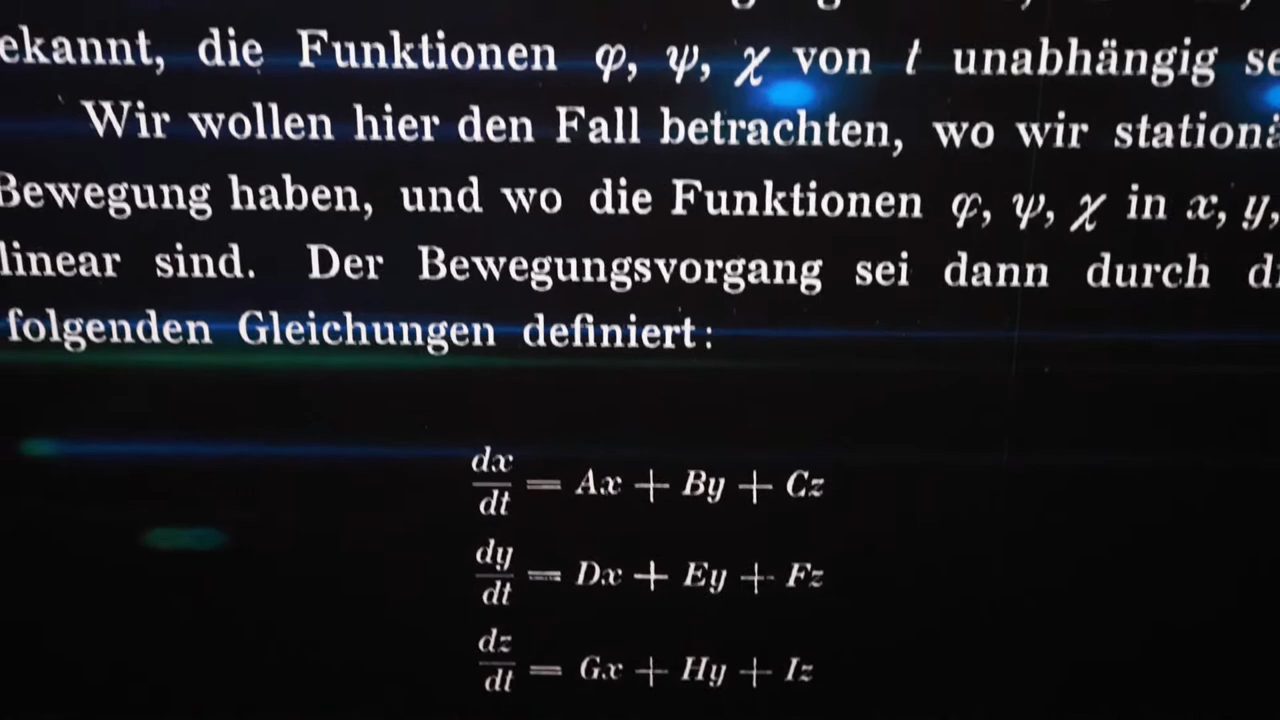 ekannt, die Funktionen φ, ψ, χ von t unabhängig se
Wir wollen hier den Fall betrachten, wo wir stationä
Bewegung haben, und wo die Funktionen φ, ψ, χ in x, y,
linear sind. Der Bewegungsvorgang sei dann durch di
folgenden Gleichungen definiert:
dx/dt = Ax + By + Cz
dy/dt = Dx + Ey + Fz
dz/dt = Gx + Hy + Iz